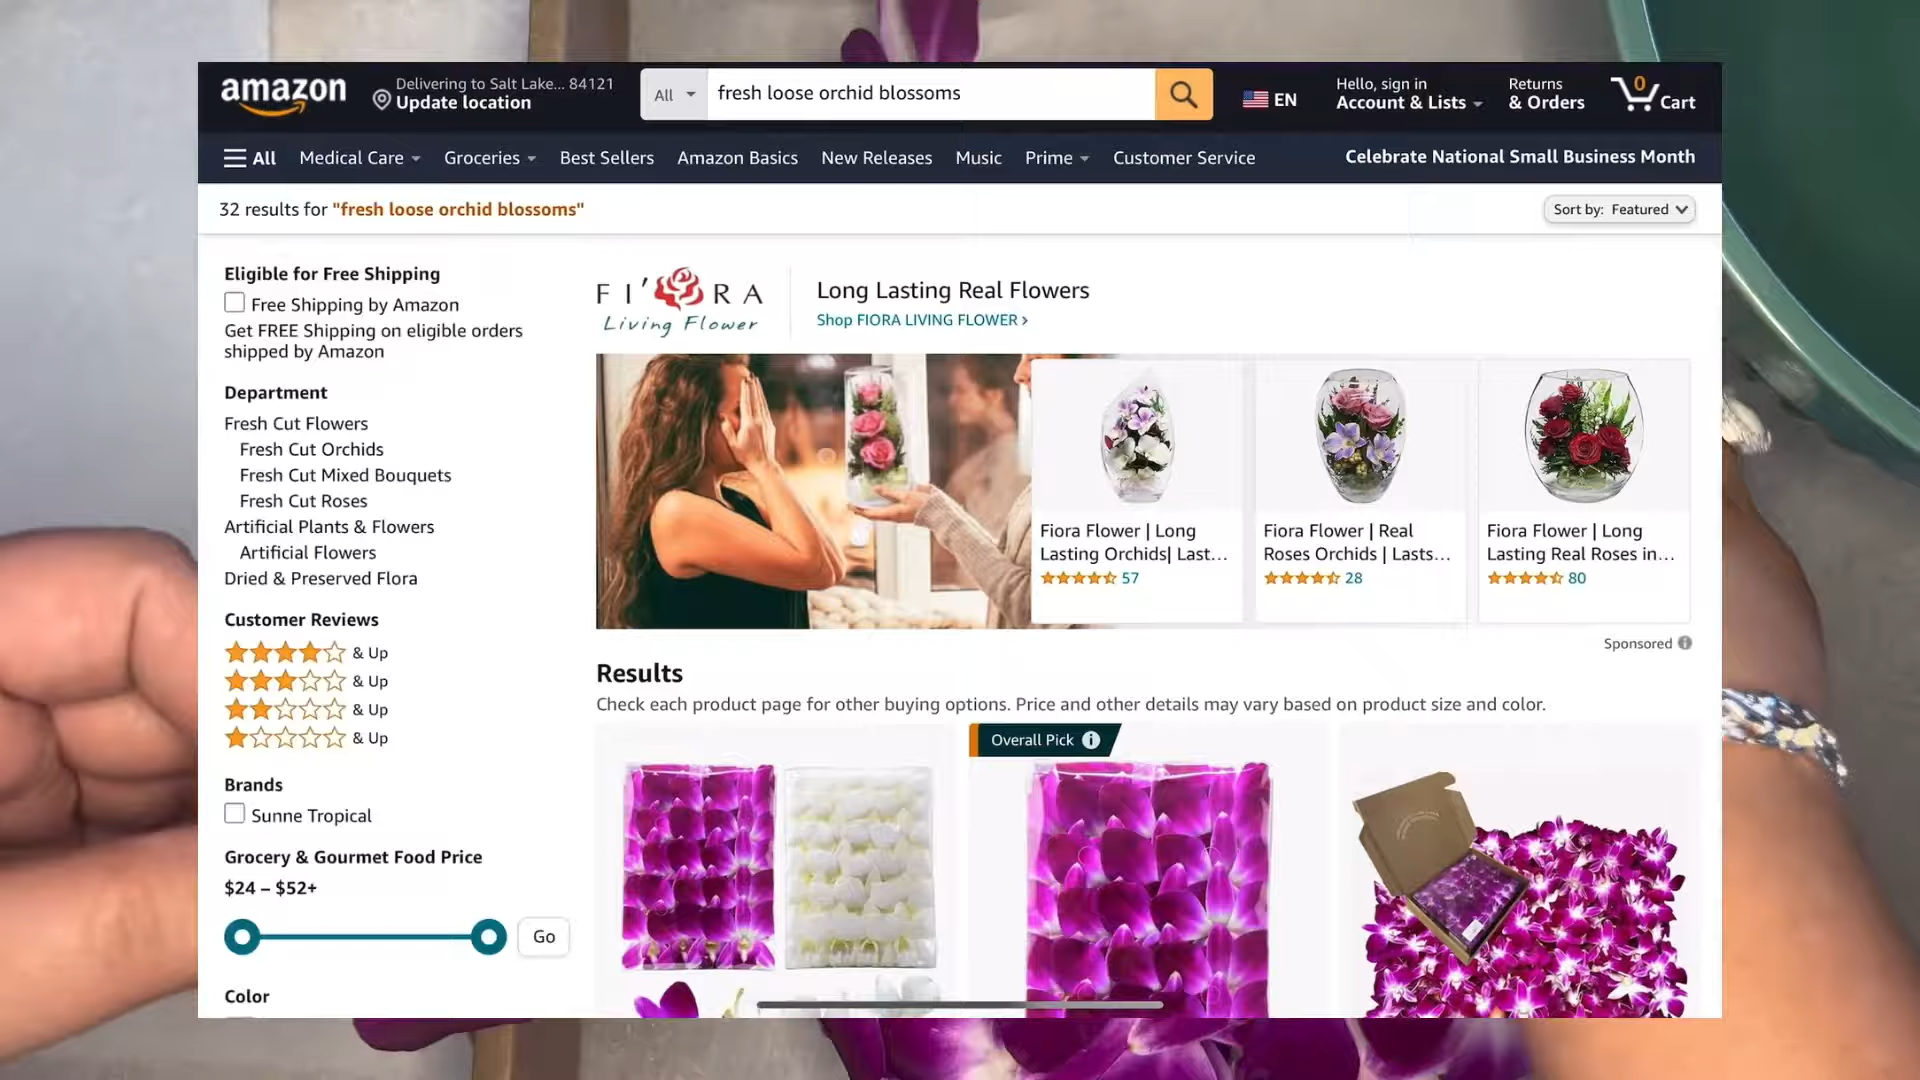 amazon
Delivering to Salt Lake... 84121
Update location
All
fresh loose orchid blossoms
EN
Hello, sign in
Account & Lists
Returns
& Orders
0
Cart
All
Medical Care
Groceries
Best Sellers
Amazon Basics
New Releases
Music
Prime
Customer Service
Celebrate National Small Business Month
32 results for "fresh loose orchid blossoms"
Sort by: Featured
Eligible for Free Shipping
Free Shipping by Amazon
Get FREE Shipping on eligible orders
shipped by Amazon
Department
Fresh Cut Flowers
Fresh Cut Orchids
Fresh Cut Mixed Bouquets
Fresh Cut Roses
Artificial Plants & Flowers
Artificial Flowers
Dried & Preserved Flora
Customer Reviews
& Up
& Up
& Up
& Up
Brands
Sunne Tropical
Grocery & Gourmet Food Price
$24 – $52+
Go
Color
FI'RA
Living Flower
Long Lasting Real Flowers
Shop FIORA LIVING FLOWER ›
Fiora Flower | Long
Lasting Orchids| Last...
57
Fiora Flower | Real
Roses Orchids | Lasts...
28
Fiora Flower | Long
Lasting Real Roses in...
80
Sponsored
Results
Check each product page for other buying options. Price and other details may vary based on product size and color.
Overall Pick